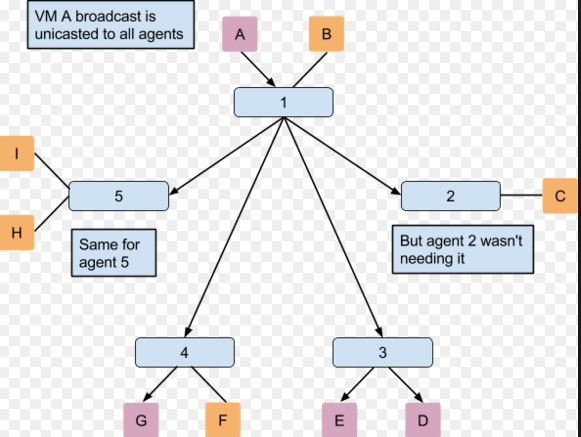 VM A broadcast is
unicasted to all agents
A
B
1
I
5
2
C
H
Same for
agent 5
But agent 2 wasn't
needing it
4
3
G
F
E
D